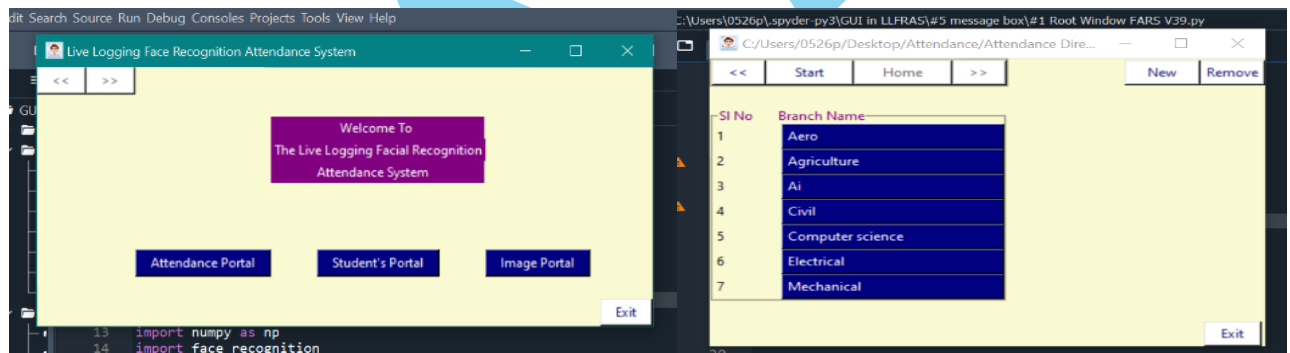 dit Search Source Run Debug Consoles Projects Tools View Help
Live Logging Face Recognition Attendance System
<< >>
GU
Welcome To
The Live Logging Facial Recognition
Attendance System
Attendance Portal Student's Portal Image Portal
Exit
13 import numpy as np
14 import face recognition
C:\Users\0526p\.spyder-py3\GUI in LLFRAS\#5 message box\#1 Root Window FARS V39.py
C:/Users/0526p/Desktop/Attendance/Attendance Dire...
<< Start Home >> New Remove
Sl No Branch Name
1 Aero
2 Agriculture
3 Ai
4 Civil
5 Computer science
6 Electrical
7 Mechanical
Exit